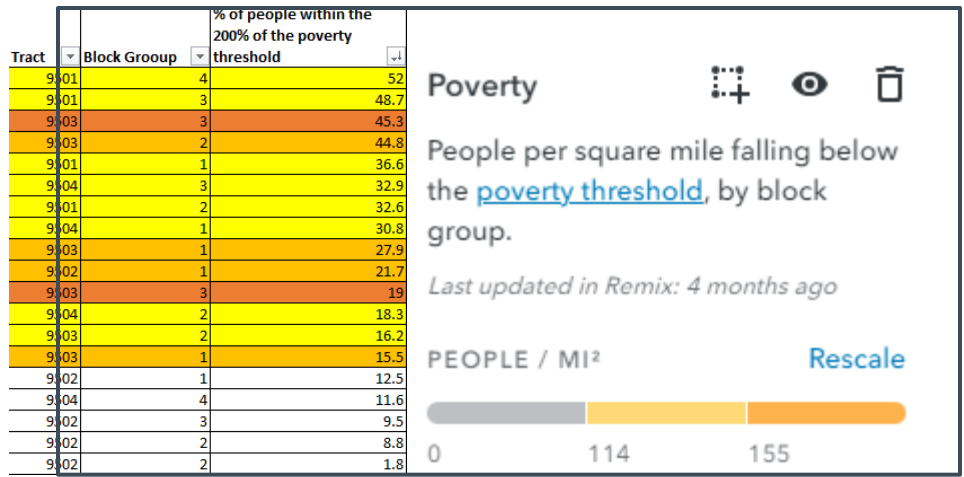 % of people within the
200% of the poverty
Tract Block Grooup threshold
9501 4 52
9501 3 48.7
9503 3 45.3
9503 2 44.8
9501 1 36.6
9504 3 32.9
9501 2 32.6
9504 1 30.8
9503 1 27.9
9502 1 21.7
9503 3 19
9504 2 18.3
9503 2 16.2
9503 1 15.5
9502 1 12.5
9504 4 11.6
9502 3 9.5
9502 2 8.8
9502 2 1.8
Poverty
People per square mile falling below
the poverty threshold, by block
group.
Last updated in Remix: 4 months ago
PEOPLE / MI² Rescale
0 114 155